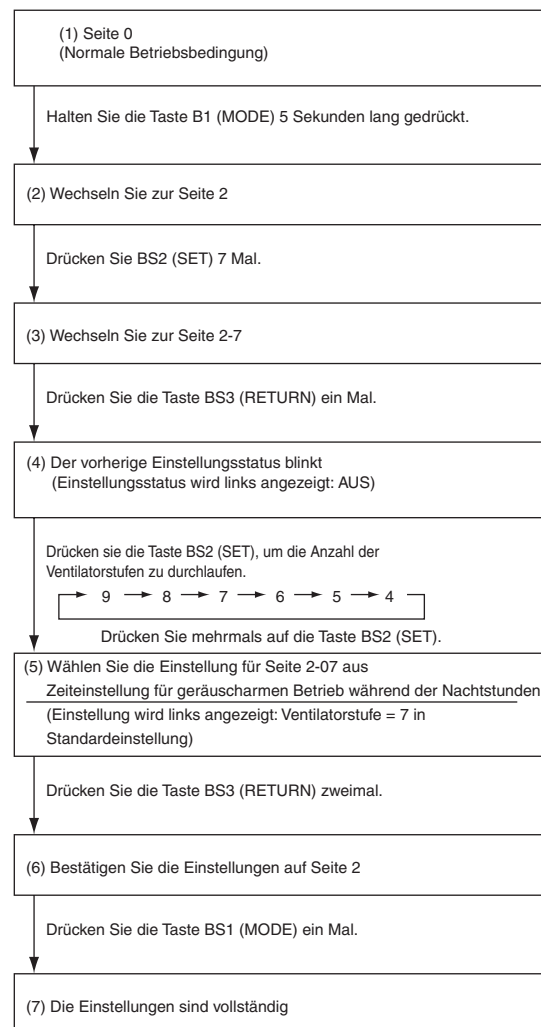 (1) Seite 0
(Normale Betriebsbedingung)
Halten Sie die Taste B1 (MODE) 5 Sekunden lang gedrückt.
(2) Wechseln Sie zur Seite 2
Drücken Sie BS2 (SET) 7 Mal.
(3) Wechseln Sie zur Seite 2-7
Drücken Sie die Taste BS3 (RETURN) ein Mal.
(4) Der vorherige Einstellungsstatus blinkt
(Einstellungsstatus wird links angezeigt: AUS)
Drücken sie die Taste BS2 (SET), um die Anzahl der
Ventilatorstufen zu durchlaufen.
9 8 7 6 5 4
Drücken Sie mehrmals auf die Taste BS2 (SET).
(5) Wählen Sie die Einstellung für Seite 2-07 aus
Zeiteinstellung für geräuscharmen Betrieb während der Nachtstunden
(Einstellung wird links angezeigt: Ventilatorstufe = 7 in
Standardeinstellung)
Drücken Sie die Taste BS3 (RETURN) zweimal.
(6) Bestätigen Sie die Einstellungen auf Seite 2
Drücken Sie die Taste BS1 (MODE) ein Mal.
(7) Die Einstellungen sind vollständig